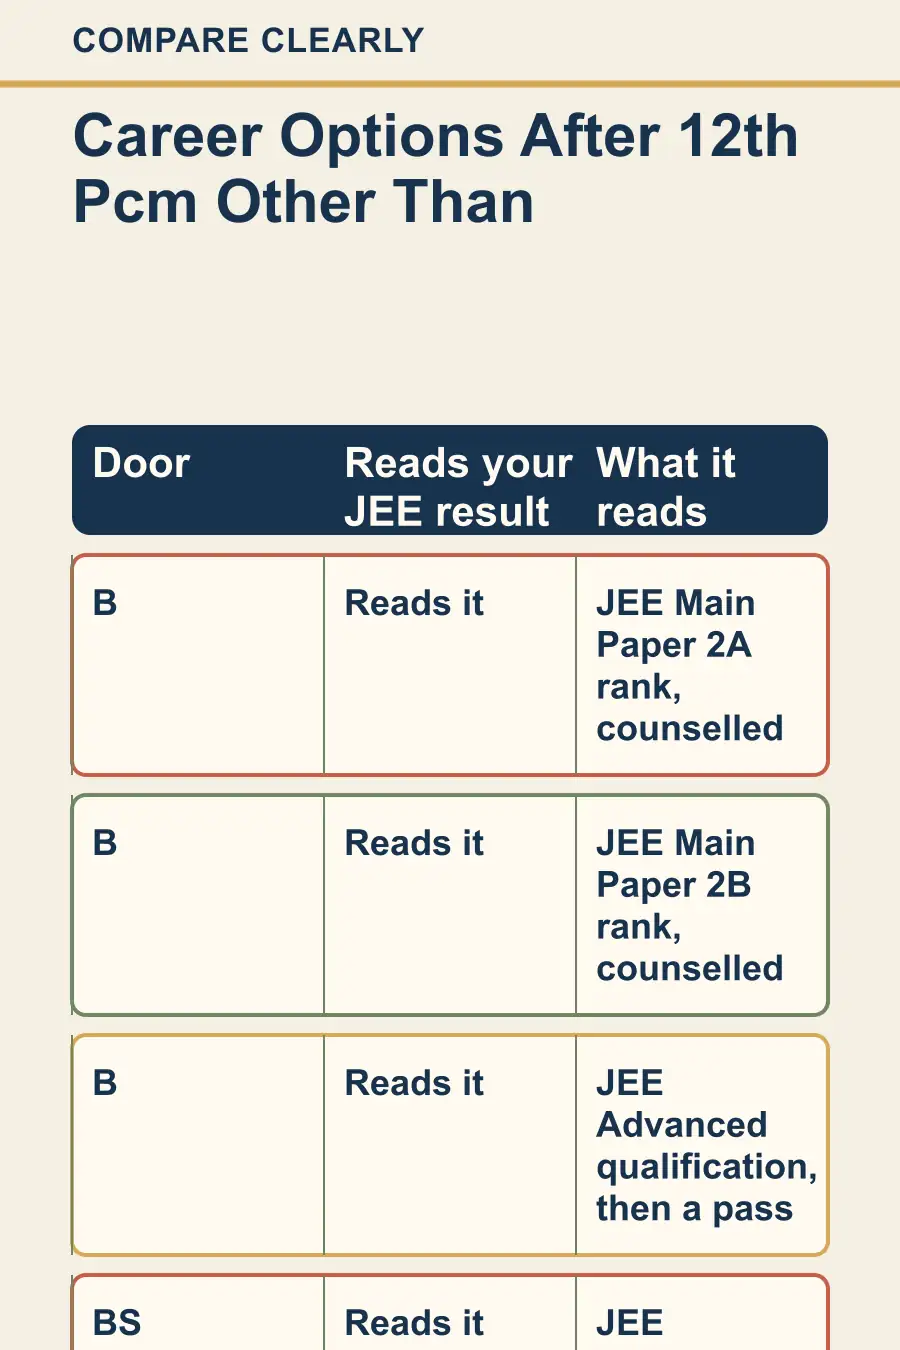 COMPARE CLEARLY
Career Options After 12th
Pcm Other Than
Door
Reads your
JEE result
What it
reads
B
Reads it
JEE Main
Paper 2A
rank,
counselled
B
Reads it
JEE Main
Paper 2B
rank,
counselled
B
Reads it
JEE
Advanced
qualification,
then a pass
BS
Reads it
JEE